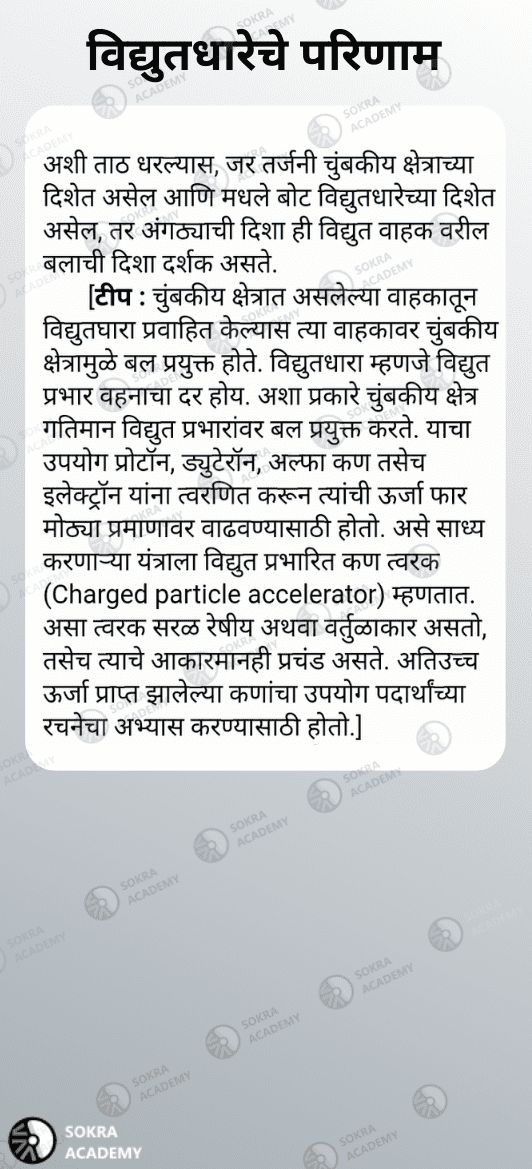 विद्युतधारेचे परिणाम
अशी ताठ धरल्यास, जर तर्जनी चुंबकीय क्षेत्राच्या
दिशेत असेल आणि मधले बोट विद्युतधारेच्या दिशेत
असेल, तर अंगठ्याची दिशा ही विद्युत वाहक वरील
बलाची दिशा दर्शक असते.
[टीप : चुंबकीय क्षेत्रात असलेल्या वाहकातून
विद्युतघारा प्रवाहित केल्यास त्या वाहकावर चुंबकीय
क्षेत्रामुळे बल प्रयुक्त होते. विद्युतधारा म्हणजे विद्युत
प्रभार वहनाचा दर होय. अशा प्रकारे चुंबकीय क्षेत्र
गतिमान विद्युत प्रभारांवर बल प्रयुक्त करते. याचा
उपयोग प्रोटॉन, ड्युटेरॉन, अल्फा कण तसेच
इलेक्ट्रॉन यांना त्वरणित करून त्यांची ऊर्जा फार
मोठ्या प्रमाणावर वाढवण्यासाठी होतो. असे साध्य
करणाऱ्या यंत्राला विद्युत प्रभारित कण त्वरक
(Charged particle accelerator) म्हणतात.
असा त्वरक सरळ रेषीय अथवा वर्तुळाकार असतो,
तसेच त्याचे आकारमानही प्रचंड असते. अतिउच्च
ऊर्जा प्राप्त झालेल्या कणांचा उपयोग पदार्थांच्या
रचनेचा अभ्यास करण्यासाठी होतो.]
SOKRA
ACADEMY